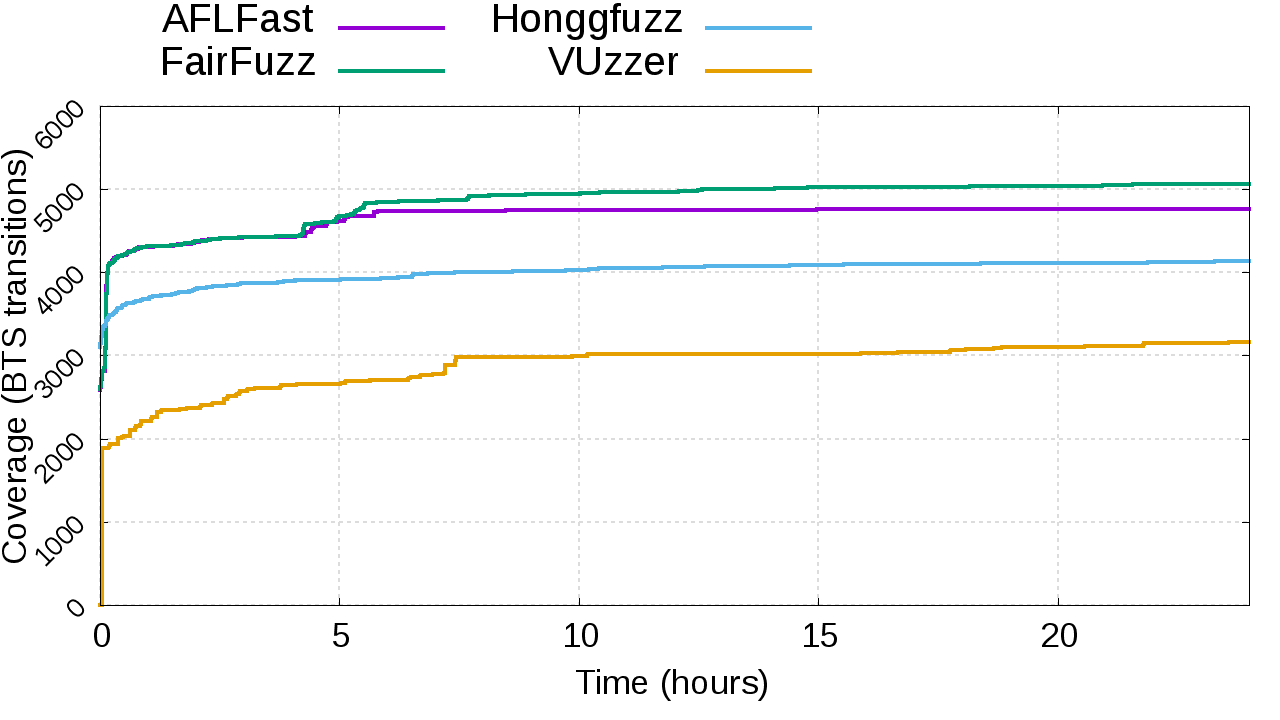 AFLFast
Honggfuzz
FairFuzz
VUzzer
Coverage (BTS transitions)
6000
5000
4000
3000
2000
1000
0
0 5 10 15 20
Time (hours)